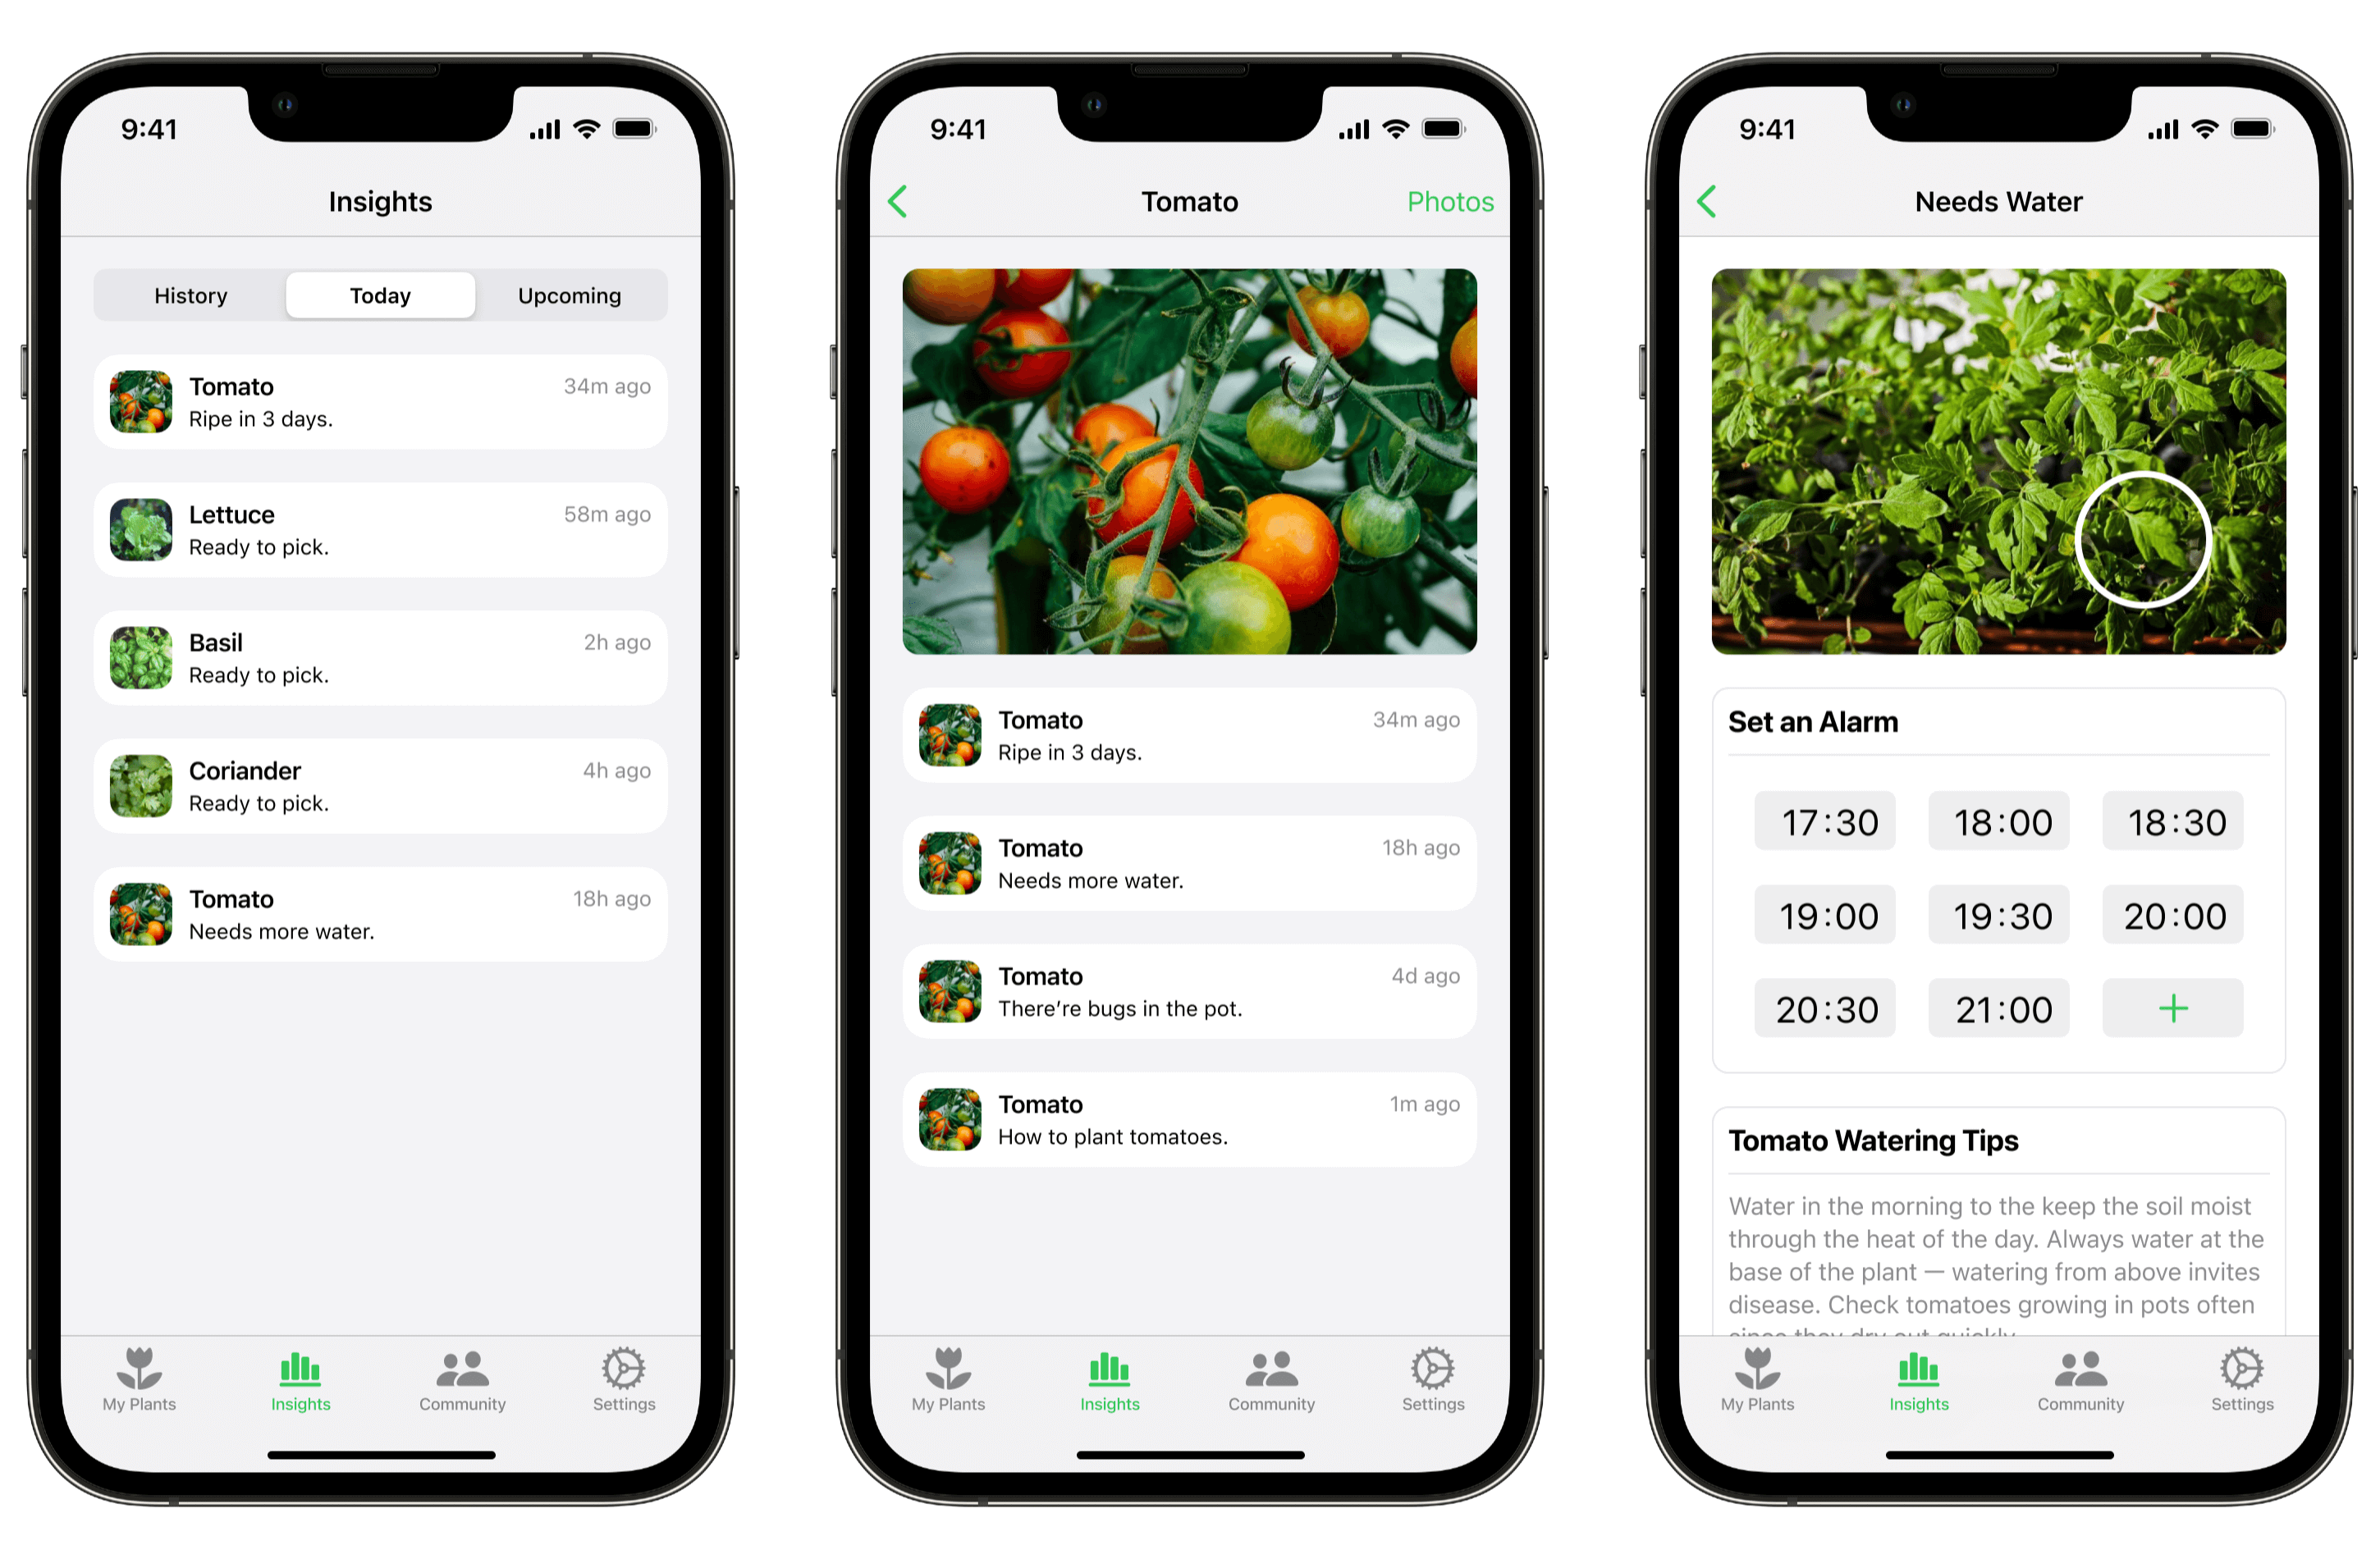 9:41
Insights
History Today Upcoming
Tomato 34m ago
Ripe in 3 days.
Lettuce 58m ago
Ready to pick.
Basil 2h ago
Ready to pick.
Coriander 4h ago
Ready to pick.
Tomato 18h ago
Needs more water.
My Plants Insights Community Settings
9:41
Tomato Photos
Tomato 34m ago
Ripe in 3 days.
Tomato 18h ago
Needs more water.
Tomato 4d ago
There’re bugs in the pot.
Tomato 1m ago
How to plant tomatoes.
My Plants Insights Community Settings
9:41
Needs Water
Set an Alarm
17:30 18:00 18:30
19:00 19:30 20:00
20:30 21:00 +
Tomato Watering Tips
Water in the morning to the keep the soil moist
through the heat of the day. Always water at the
base of the plant — watering from above invites
disease. Check tomatoes growing in pots often
since they dry out quickly
My Plants Insights Community Settings